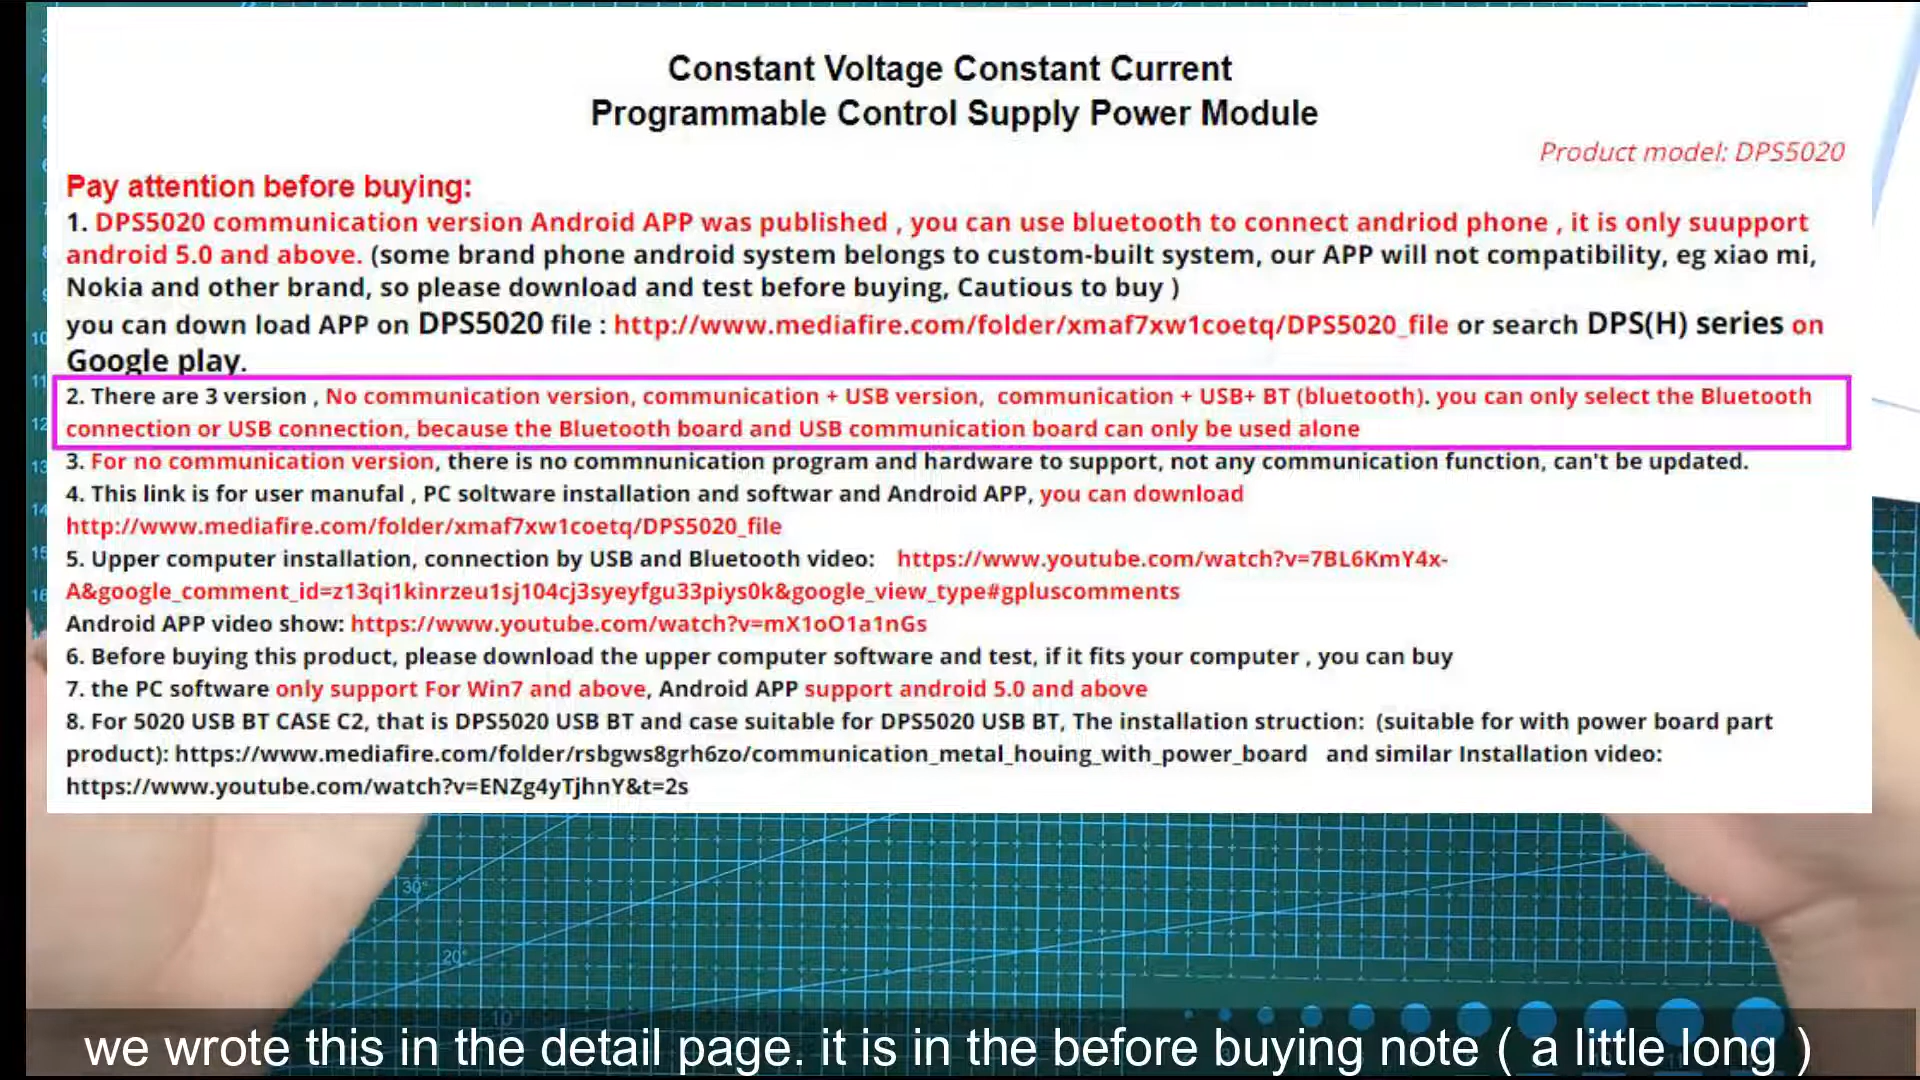 Constant Voltage Constant Current
Programmable Control Supply Power Module
Product model: DPS5020
Pay attention before buying:
1. DPS5020 communication version Android APP was published , you can use bluetooth to connect andriod phone , it is only suupport
android 5.0 and above. (some brand phone android system belongs to custom-built system, our APP will not compatibility, eg xiao mi,
Nokia and other brand, so please download and test before buying, Cautious to buy )
you can down load APP on DPS5020 file : http://www.mediafire.com/folder/xmaf7xw1coetq/DPS5020_file or search DPS(H) series on
Google play.
2. There are 3 version , No communication version, communication + USB version,  communication + USB+ BT (bluetooth). you can only select the Bluetooth
connection or USB connection, because the Bluetooth board and USB communication board can only be used alone
3. For no communication version, there is no commnunication program and hardware to support, not any communication function, can't be updated.
4. This link is for user manufal , PC soltware installation and softwar and Android APP, you can download
http://www.mediafire.com/folder/xmaf7xw1coetq/DPS5020_file
5. Upper computer installation, connection by USB and Bluetooth video:   https://www.youtube.com/watch?v=7BL6KmY4x-
A&google_comment_id=z13qi1kinrzeu1sj104cj3syeyfgu33piys0k&google_view_type#gpluscomments
Android APP video show: https://www.youtube.com/watch?v=mX1oO1a1nGs
6. Before buying this product, please download the upper computer software and test, if it fits your computer , you can buy
7. the PC software only support For Win7 and above, Android APP support android 5.0 and above
8. For 5020 USB BT CASE C2, that is DPS5020 USB BT and case suitable for DPS5020 USB BT, The installation struction:  (suitable for with power board part
product): https://www.mediafire.com/folder/rsbgws8grh6zo/communication_metal_houing_with_power_board   and similar Installation video:
https://www.youtube.com/watch?v=ENZg4yTjhnY&t=2s
10
11
12
13
14
15
16
30°
20°
10°
we wrote this in the detail page. it is in the before buying note ( a little long )